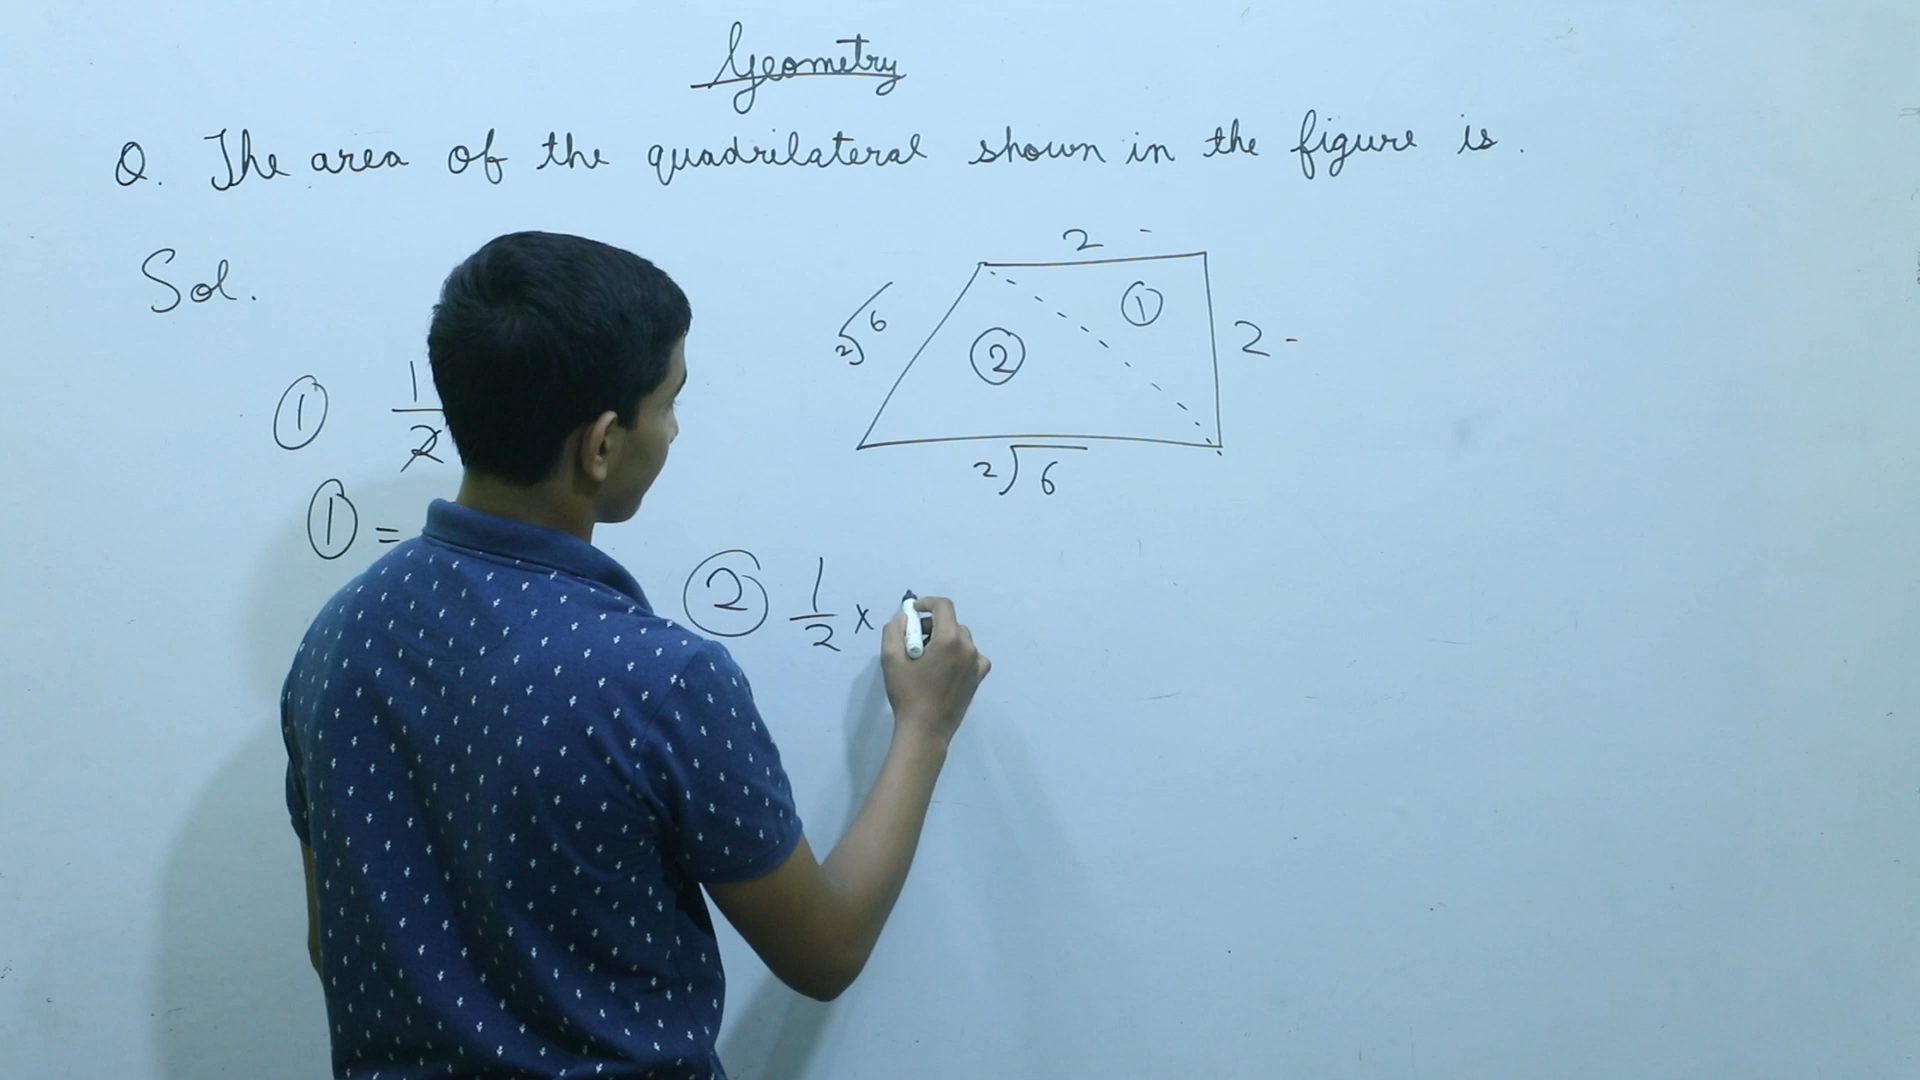 Geometry
Q. The area of the quadrilateral shown in the figure is.
Sol.
2
①
2
2√6
②
2√6
① 1/2
① =
② 1/2 ×